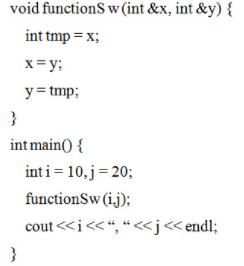 void functionS w (int &x, int &y) {
int tmp = x;
x = y;
y = tmp;
}
int main() {
int i = 10, j = 20;
functionSw (i,j);
cout << i << “, “ << j << endl;
}